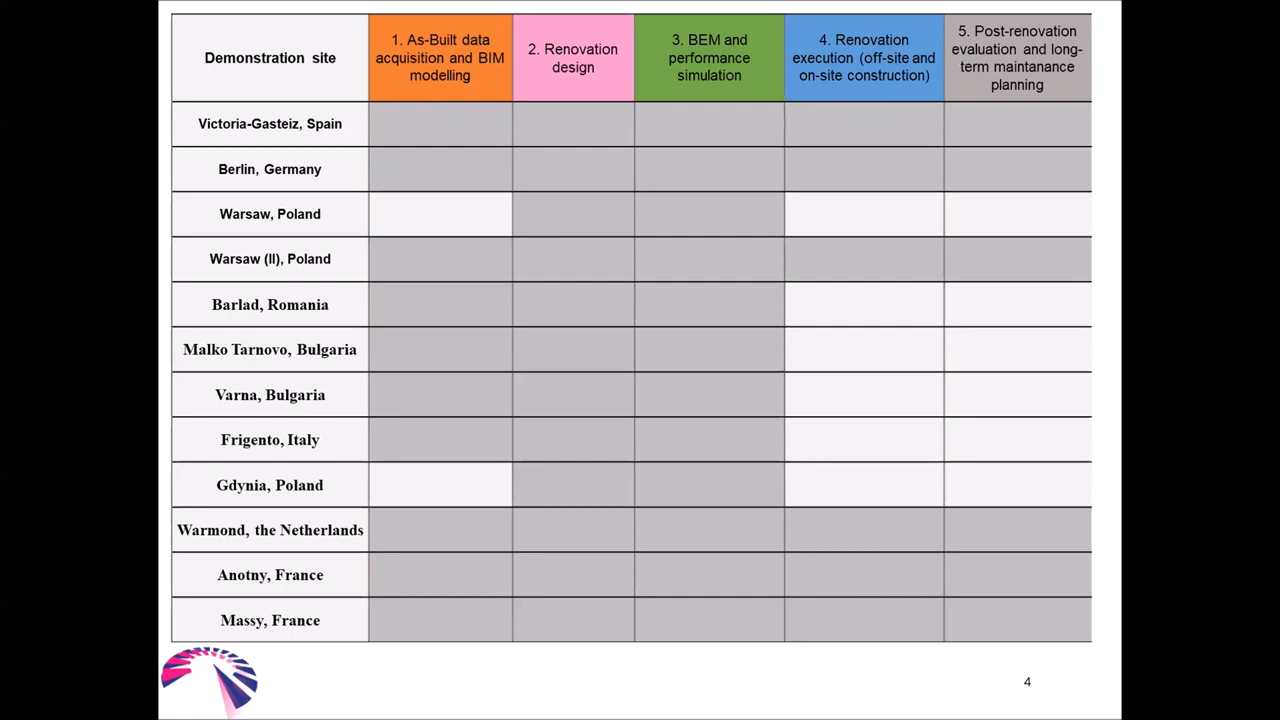 Demonstration site
1. As-Built data
acquisition and BIM
modelling
2. Renovation
design
3. BEM and
performance
simulation
4. Renovation
execution (off-site and
on-site construction)
5. Post-renovation
evaluation and long-
term maintanance
planning
Victoria-Gasteiz, Spain
Berlin, Germany
Warsaw, Poland
Warsaw (II), Poland
Barlad, Romania
Malko Tarnovo, Bulgaria
Varna, Bulgaria
Frigento, Italy
Gdynia, Poland
Warmond, the Netherlands
Anotny, France
Massy, France
4